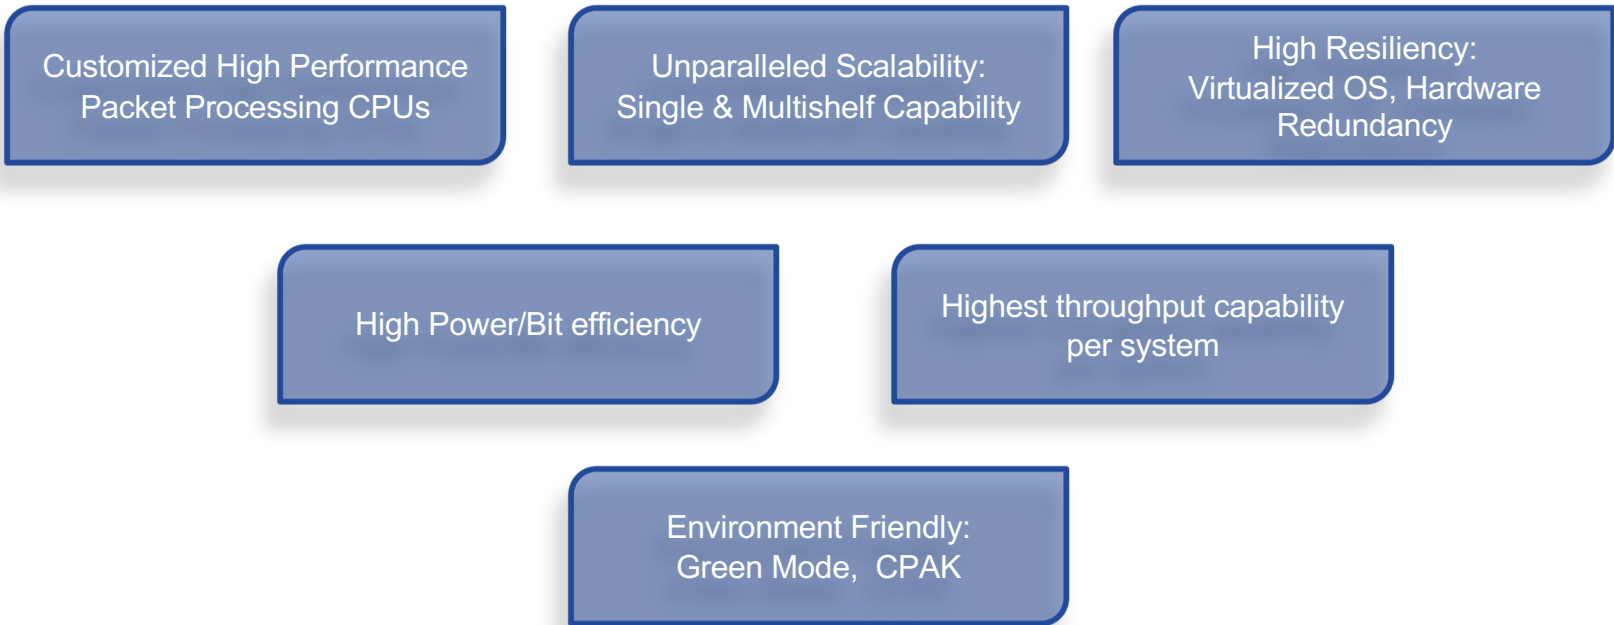 Customized High Performance
Packet Processing CPUs
Unparalleled Scalability:
Single & Multishelf Capability
High Resiliency:
Virtualized OS, Hardware
Redundancy
High Power/Bit efficiency
Highest throughput capability
per system
Environment Friendly:
Green Mode,  CPAK